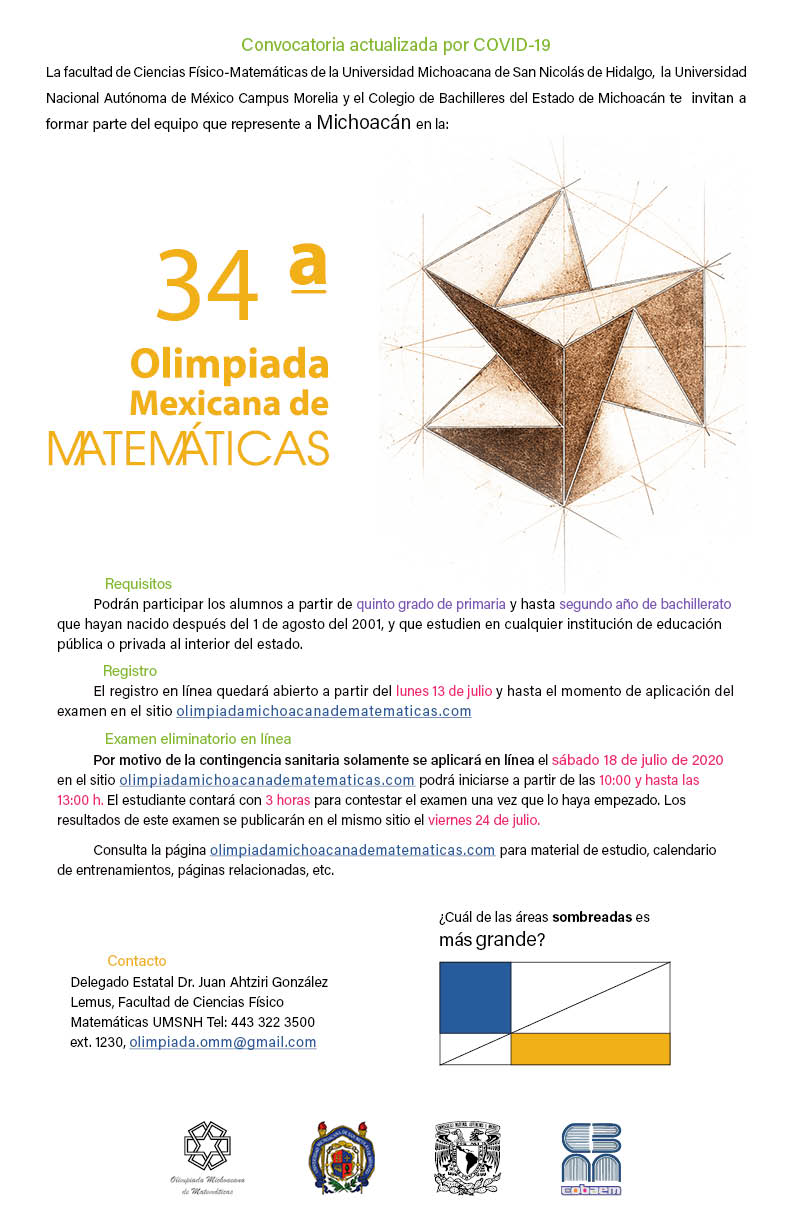 Convocatoria actualizada por COVID-19
La facultad de Ciencias Físico-Matemáticas de la Universidad Michoacana de San Nicolás de Hidalgo, la Universidad
Nacional Autónoma de México Campus Morelia y el Colegio de Bachilleres del Estado de Michoacán te invitan a
formar parte del equipo que represente a Michoacán en la:
34 ª
Olimpiada
Mexicana de
MATEMÁTICAS
Requisitos
Podrán participar los alumnos a partir de quinto grado de primaria y hasta segundo año de bachillerato
que hayan nacido después del 1 de agosto del 2001, y que estudien en cualquier institución de educación
pública o privada al interior del estado.
Registro
El registro en línea quedará abierto a partir del lunes 13 de julio y hasta el momento de aplicación del
examen en el sitio olimpiadamichoacanadematematicas.com
Examen eliminatorio en línea
Por motivo de la contingencia sanitaria solamente se aplicará en línea el sábado 18 de julio de 2020
en el sitio olimpiadamichoacanadematematicas.com podrá iniciarse a partir de las 10:00 y hasta las
13:00 h. El estudiante contará con 3 horas para contestar el examen una vez que lo haya empezado. Los
resultados de este examen se publicarán en el mismo sitio el viernes 24 de julio.
Consulta la página olimpiadamichoacanadematematicas.com para material de estudio, calendario
de entrenamientos, páginas relacionadas, etc.
¿Cuál de las áreas sombreadas es
más grande?
Contacto
Delegado Estatal Dr. Juan Ahtziri González
Lemus, Facultad de Ciencias Físico
Matemáticas UMSNH Tel: 443 322 3500
ext. 1230, olimpiada.omm@gmail.com
Olimpiada Michoacana
de Matemáticas
cobaem